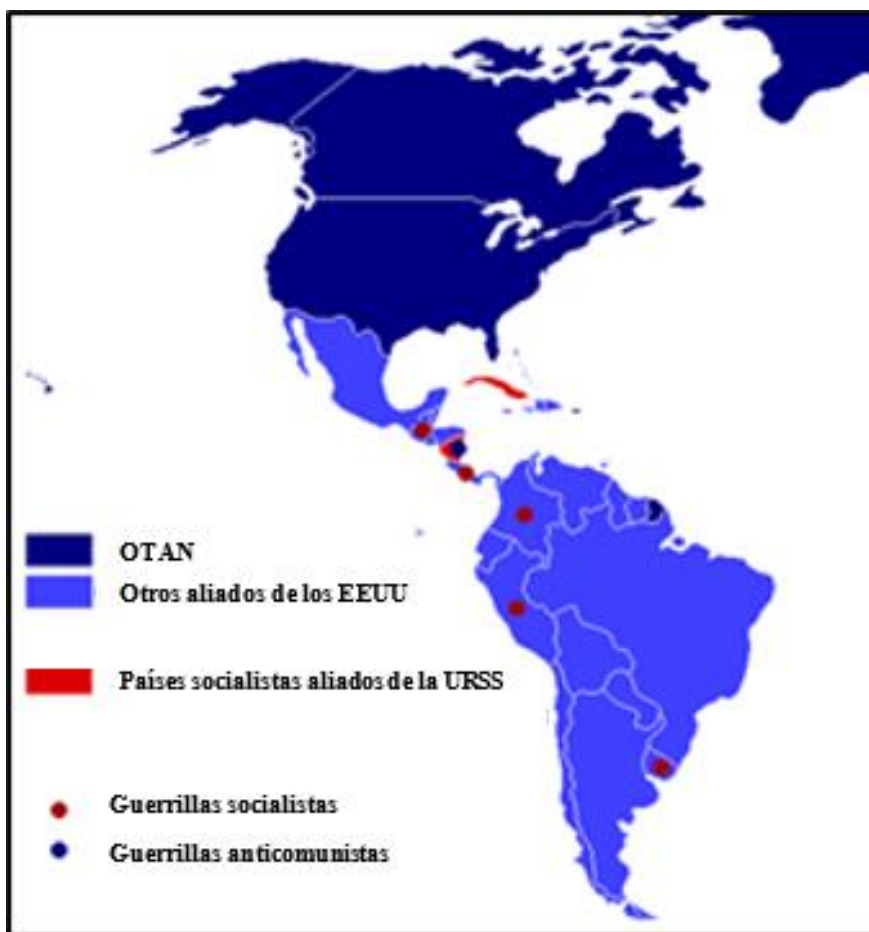 OTAN
Otros aliados de los EEUU
Países socialistas aliados de la URSS
Guerrillas socialistas
Guerrillas anticomunistas